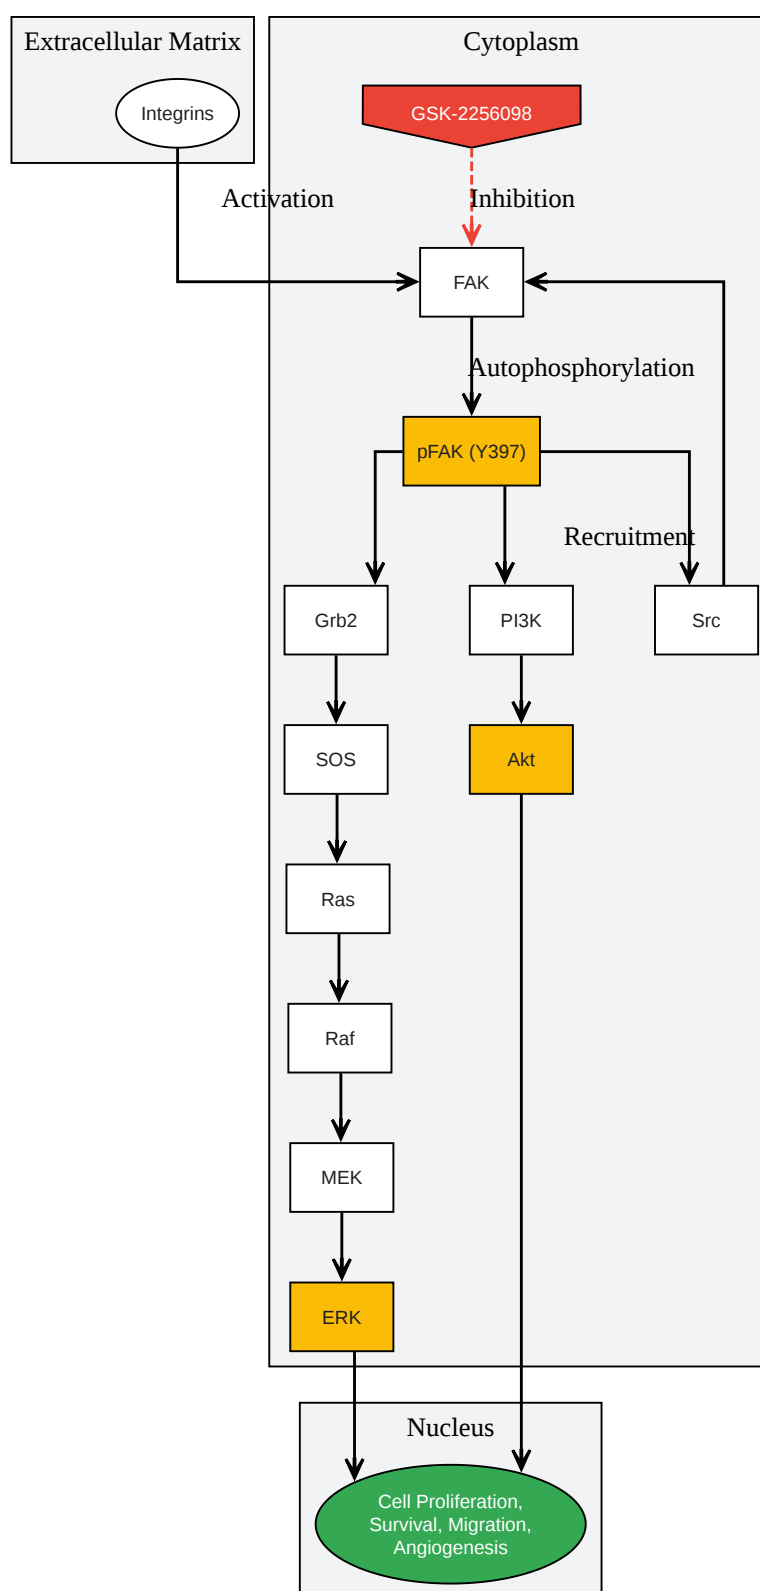 Extracellular Matrix
Cytoplasm
Integrins
GSK-2256098
Activation
Inhibition
FAK
Autophosphorylation
pFAK (Y397)
Recruitment
Grb2
PI3K
Src
SOS
Akt
Ras
Raf
MEK
ERK
Nucleus
Cell Proliferation,
Survival, Migration,
Angiogenesis